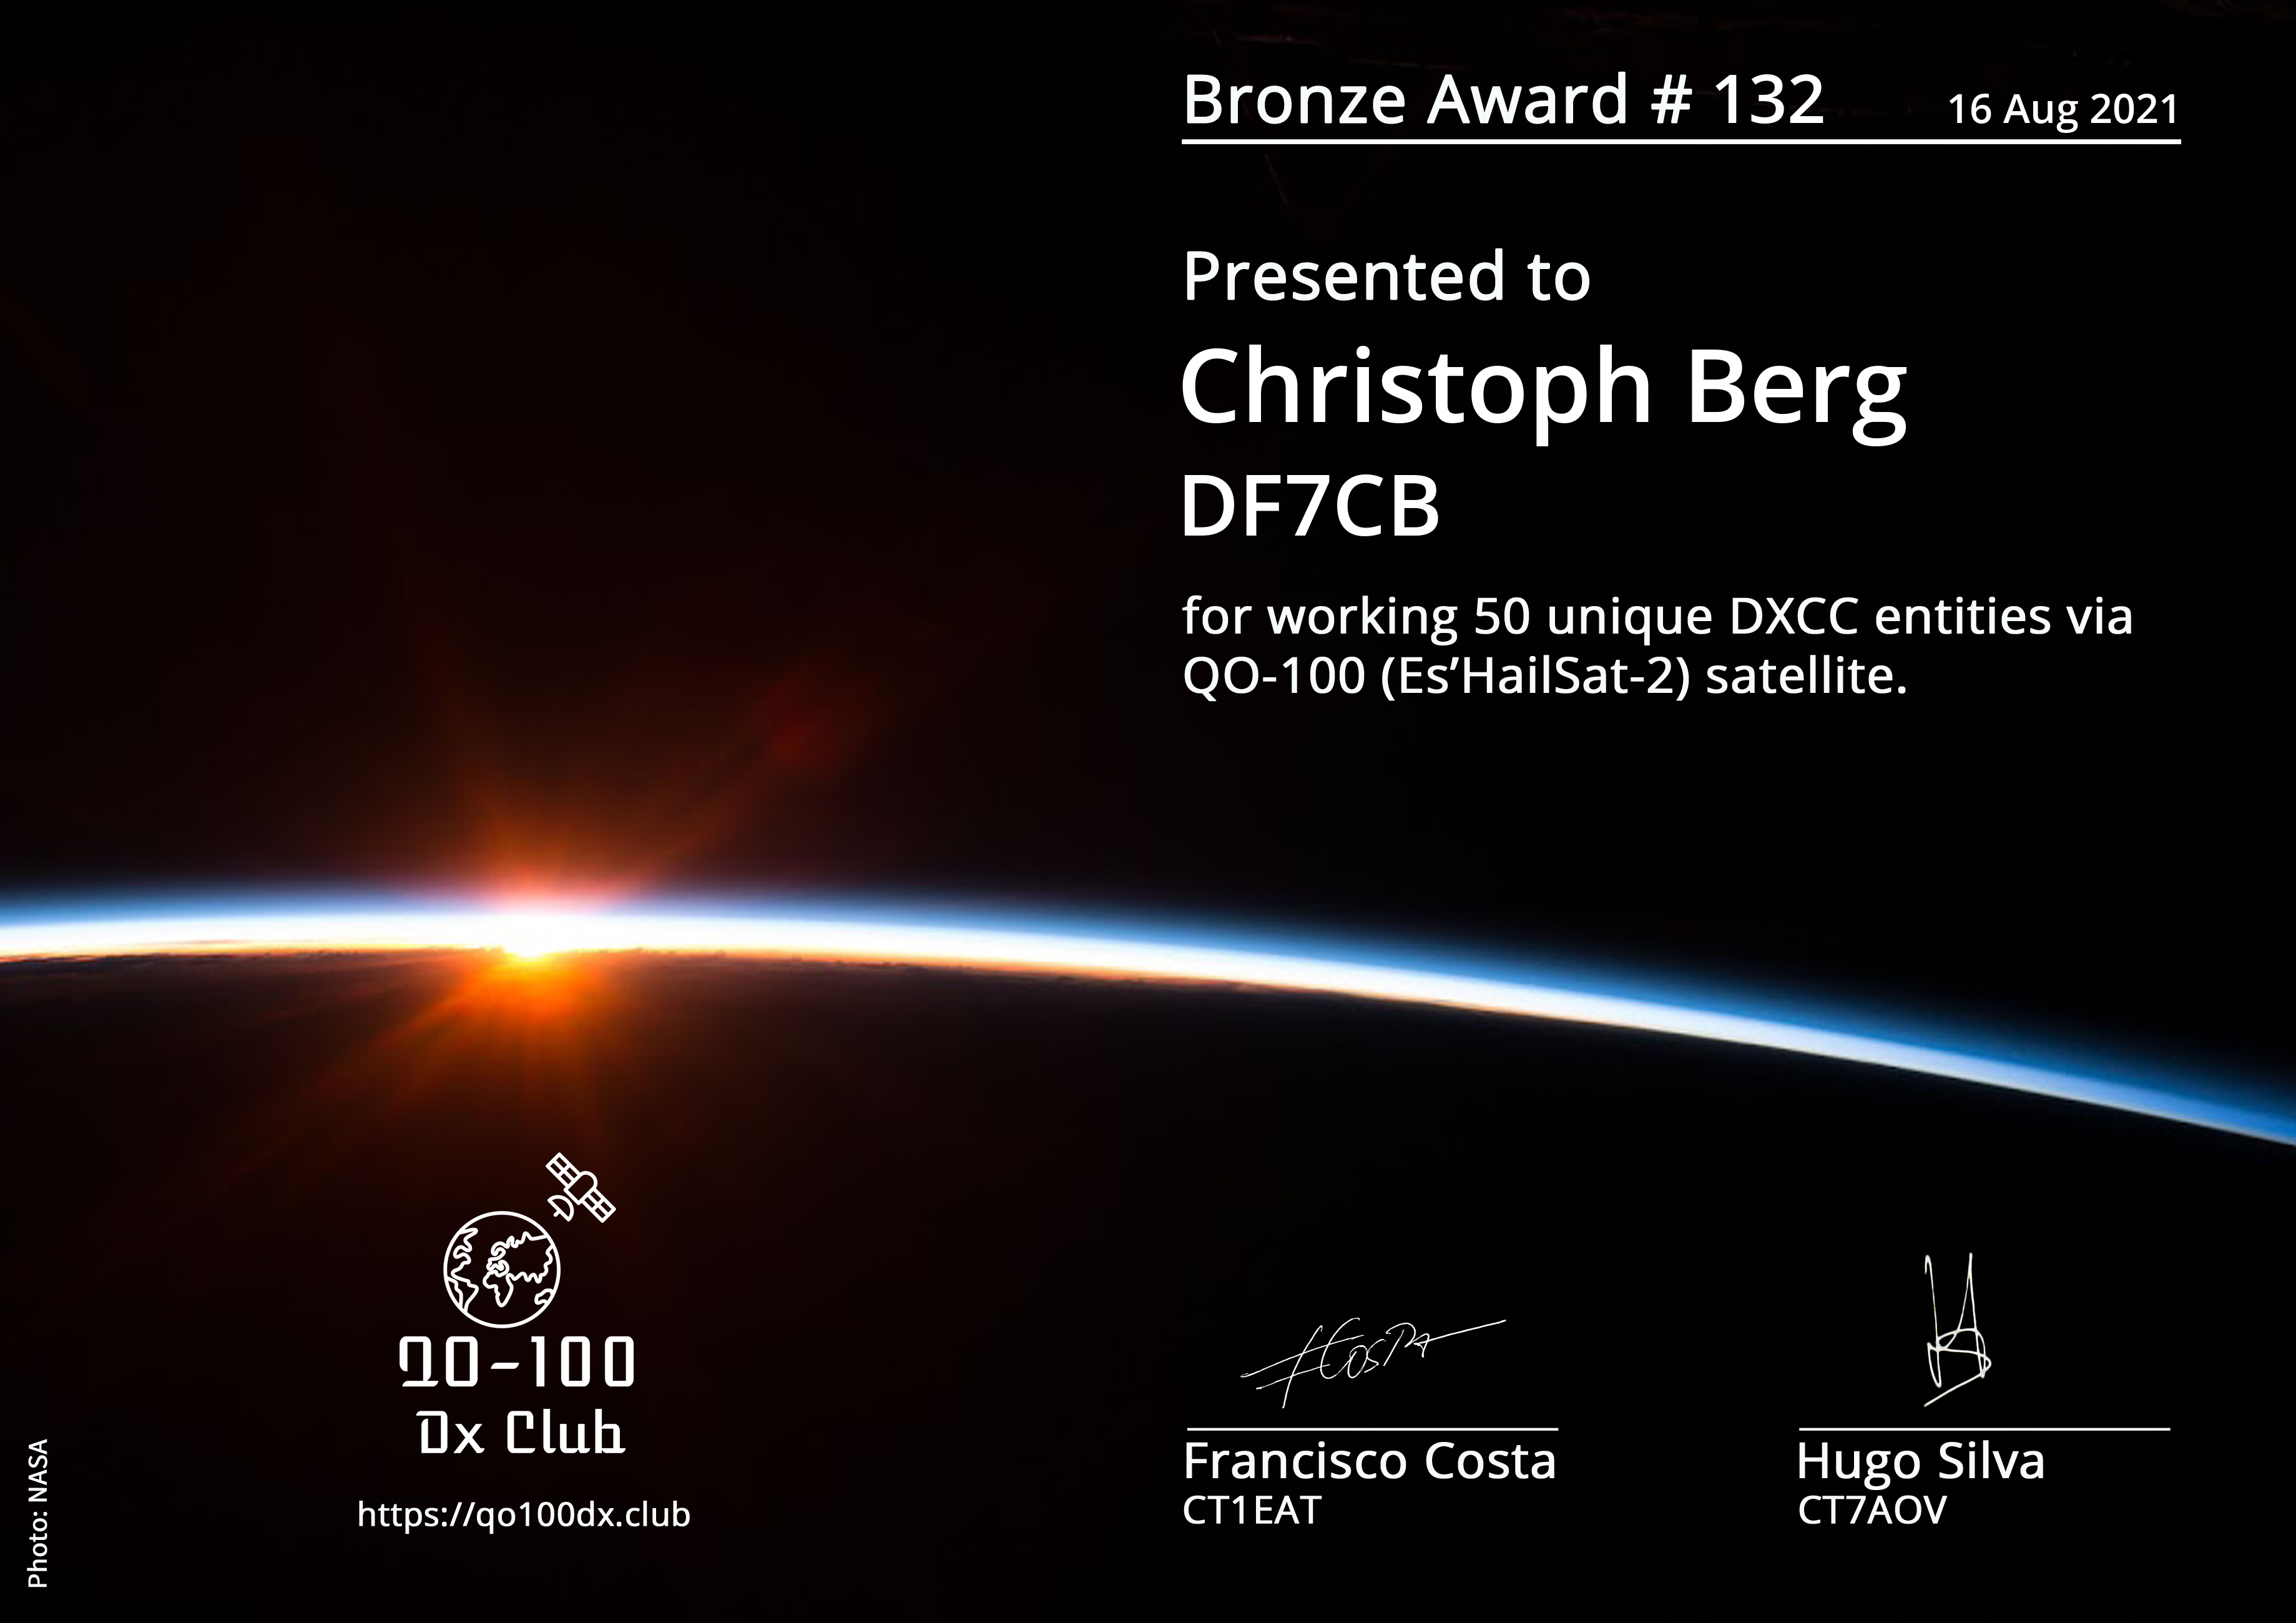 Bronze Award # 132 16 Aug 2021
Presented to
Christoph Berg
DF7CB
for working 50 unique DXCC entities via
QO-100 (Es’HailSat-2) satellite.
QO-100
Dx Club
https://qo100dx.club
FCosta
Francisco Costa
CT1EAT
Hugo Silva
CT7AOV
Photo: NASA